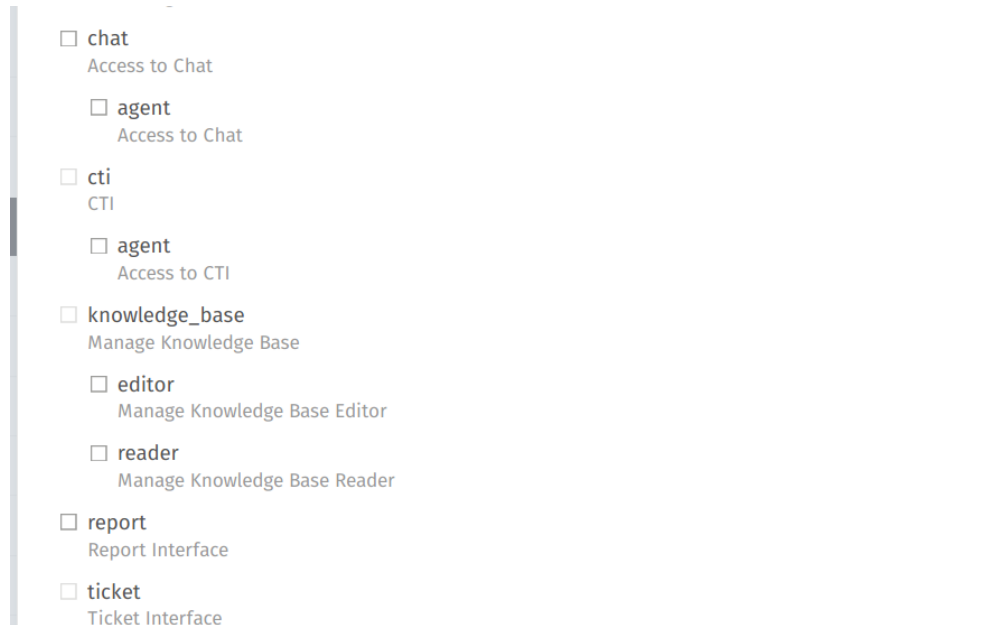 chat
Access to Chat
agent
Access to Chat
cti
CTI
agent
Access to CTI
knowledge_base
Manage Knowledge Base
editor
Manage Knowledge Base Editor
reader
Manage Knowledge Base Reader
report
Report Interface
ticket
Ticket Interface